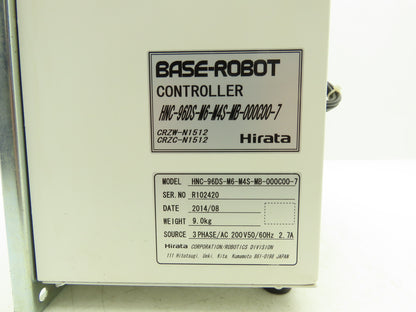 BASE-ROBOT
CONTROLLER
HNC-96DS-M6-M4S-MB-000C00-7
CRZW-N1512
CRZC-N1512
Hirata
MODEL HNC-96DS-M6-M4S-MB-000C00-7
SER.NO R102420
DATE 2014/08
WEIGHT 9.0kg
SOURCE 3 PHASE/AC 200V50/60Hz 2.7A
Hirata CORPORATION/ROBOTICS DIVISION
111 Hitotsugi, Ueki, Kita, Kumamoto 861-0198 JAPAN